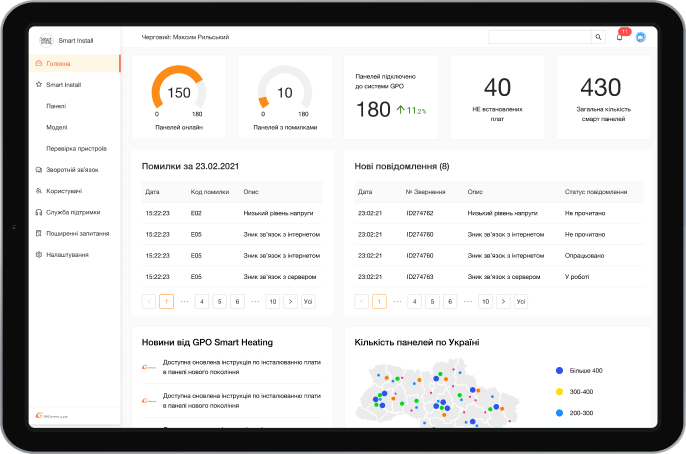 Smart Install
Черговий: Максим Рильський
11
Головна
Smart Install
Панелі
Моделі
Перевірка пристроїв
Зворотній зв'язок
Користувачі
Служба підтримки
Поширенні запитання
Налаштування
150
0 180
Панелей онлайн
10
0 180
Панелей з помилками
Панелей підключено
до системи GPO
180 11.2%
40
НЕ встановлених
плат
430
Загальна кількість
смарт панелей
Помилки за 23.02.2021
Дата Код помилки Опис
15:22:23 E02 Низький рівень напруги
15:22:23 E05 Зник зв'язок з інтернетом
15:22:23 E05 Зник зв'язок з інтернетом
15:22:23 E05 Зник зв'язок з сервером
< 1 ••• 4 5 6 ••• 10 > Усі
Нові повідомлення (8)
Дата № Звернення Опис Статус повідомлення
23:02:21 ID274762 Низький рівень напруги Не прочитано
23:02:21 ID274760 Зник зв'язок з інтернетом Не прочитано
23:02:21 ID274760 Зник зв'язок з інтернетом Опрацьовано
23:02:21 ID274763 Зник зв'язок з сервером У роботі
< 1 ••• 4 5 6 ••• 10 > Усі
Новини від GPO Smart Heating
Доступна оновлена інструкція по інсталюванню плати
в панелі нового покоління
Доступна оновлена інструкція по інсталюванню плати
в панелі нового покоління
Кількість панелей по Україні
Більше 400
300-400
200-300